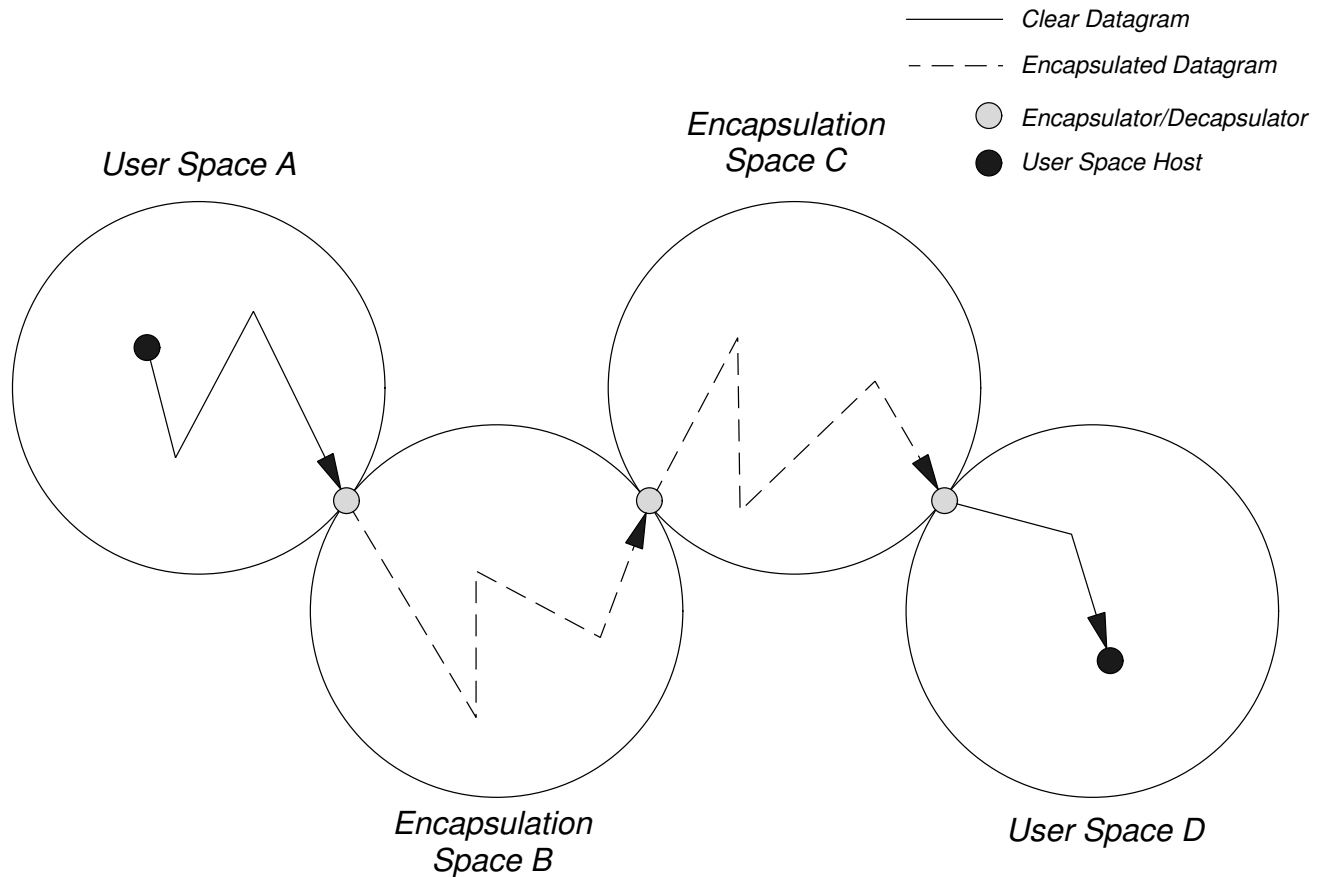 Clear Datagram
Encapsulated Datagram
Encapsulator/Decapsulator
User Space Host
User Space A
Encapsulation
Space C
Encapsulation
Space B
User Space D